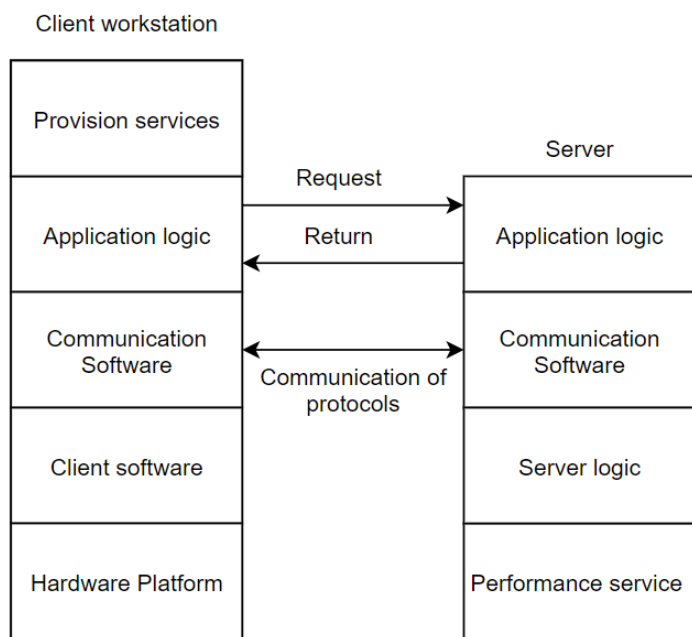 Client workstation
Provision services
Server
Request
Application logic
Return
Application logic
Communication
Software
Communication of
protocols
Communication
Software
Client software
Server logic
Hardware Platform
Performance service